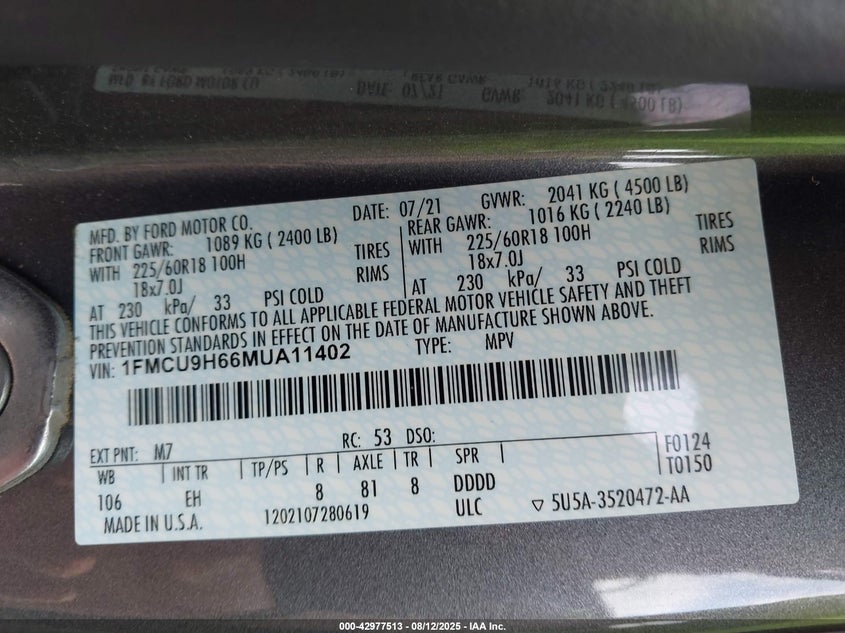 MFD. BY FORD MOTOR CO. DATE: 07/21 GVWR: 2041 KG ( 4500 LB)
FRONT GAWR: 1089 KG ( 2400 LB) REAR GAWR: 1016 KG ( 2240 LB)
WITH 225/60R18 100H TIRES WITH 225/60R18 100H TIRES
18x7.0J RIMS 18x7.0J RIMS
AT 230 kPa/ 33 PSI COLD AT 230 kPa/ 33 PSI COLD
THIS VEHICLE CONFORMS TO ALL APPLICABLE FEDERAL MOTOR VEHICLE SAFETY AND THEFT
PREVENTION STANDARDS IN EFFECT ON THE DATE OF MANUFACTURE SHOWN ABOVE.
VIN: 1FMCU9H66MUA11402 TYPE: MPV
EXT PNT: M7 RC: 53 DSO: F0124
WB INT TR TP/PS R AXLE TR SPR T0150
106 EH 8 81 8 DDDD
MADE IN U.S.A. 1202107280619 ULC ▽ 5U5A-3520472-AA
000-42977513 - 08/12/2025 - IAA Inc.